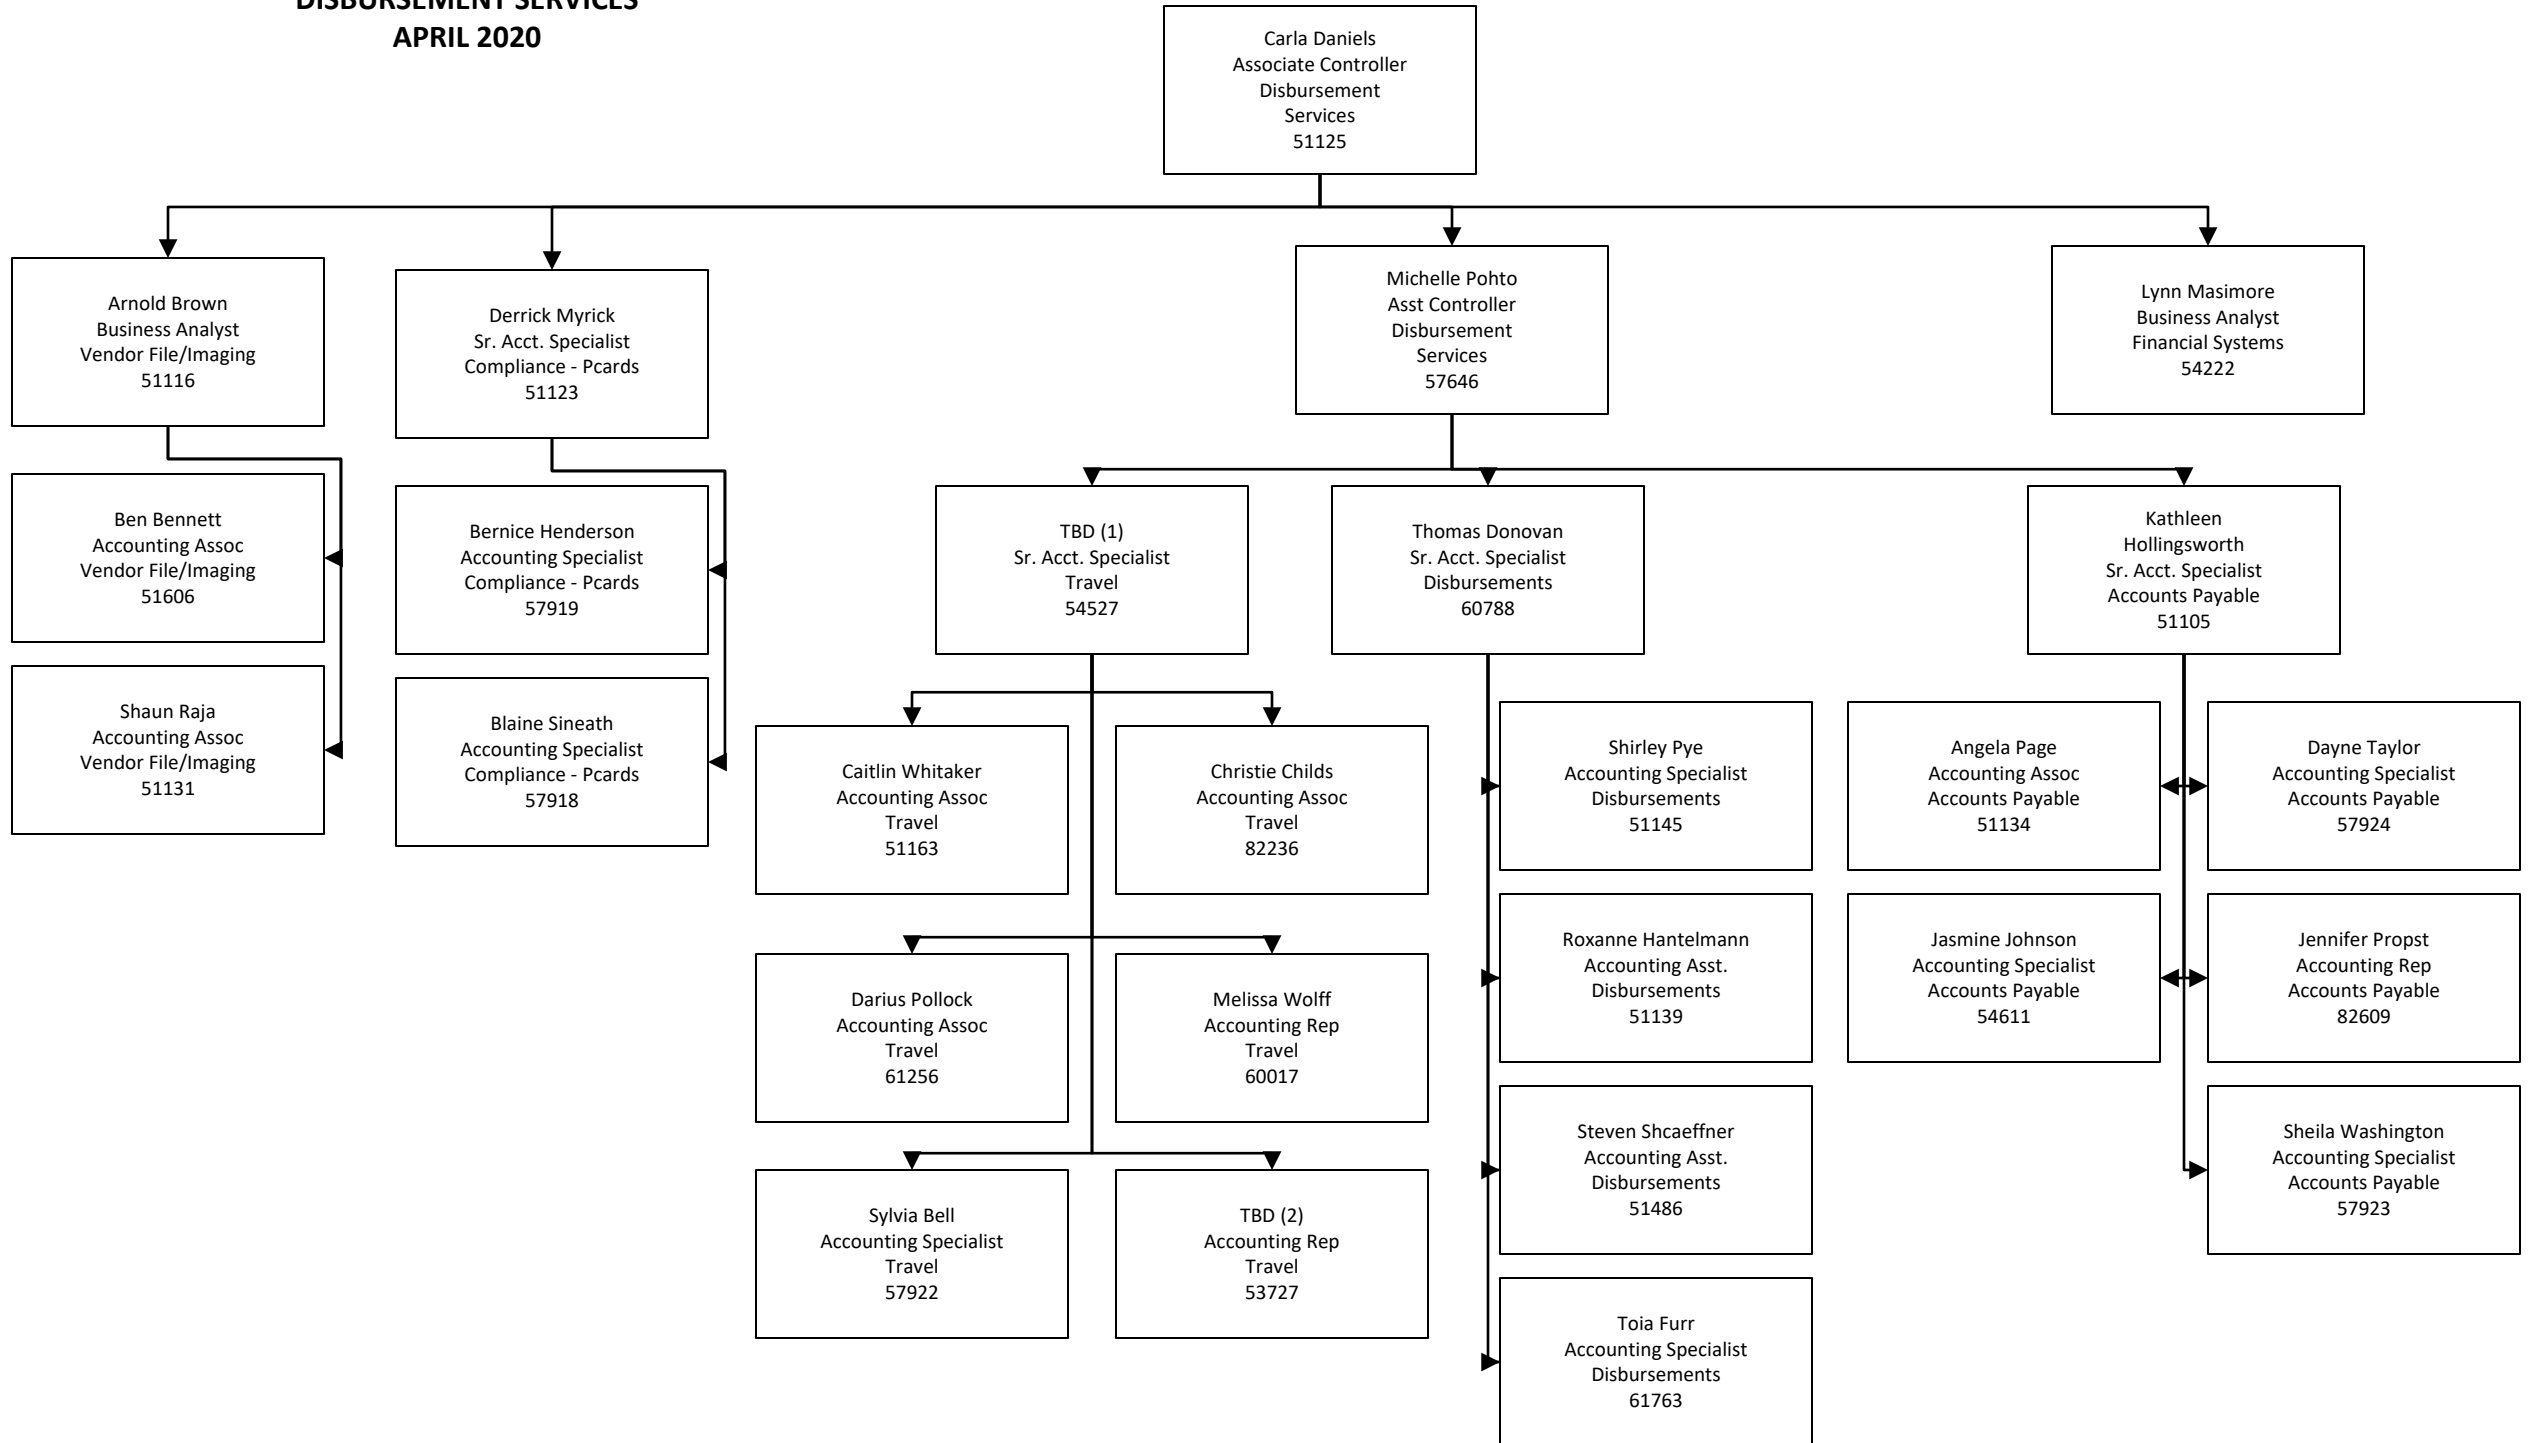 DISBURSEMENT SERVICES
APRIL 2020
Carla Daniels
Associate Controller
Disbursement
Services
51125
Arnold Brown
Business Analyst
Vendor File/Imaging
51116
Derrick Myrick
Sr. Acct. Specialist
Compliance - Pcards
51123
Michelle Pohto
Asst Controller
Disbursement
Services
57646
Lynn Masimore
Business Analyst
Financial Systems
54222
Ben Bennett
Accounting Assoc
Vendor File/Imaging
51606
Bernice Henderson
Accounting Specialist
Compliance - Pcards
57919
TBD (1)
Sr. Acct. Specialist
Travel
54527
Thomas Donovan
Sr. Acct. Specialist
Disbursements
60788
Kathleen
Hollingsworth
Sr. Acct. Specialist
Accounts Payable
51105
Shaun Raja
Accounting Assoc
Vendor File/Imaging
51131
Blaine Sineath
Accounting Specialist
Compliance - Pcards
57918
Caitlin Whitaker
Accounting Assoc
Travel
51163
Christie Childs
Accounting Assoc
Travel
82236
Shirley Pye
Accounting Specialist
Disbursements
51145
Angela Page
Accounting Assoc
Accounts Payable
51134
Dayne Taylor
Accounting Specialist
Accounts Payable
57924
Darius Pollock
Accounting Assoc
Travel
61256
Melissa Wolff
Accounting Rep
Travel
60017
Roxanne Hantelmann
Accounting Asst.
Disbursements
51139
Jasmine Johnson
Accounting Specialist
Accounts Payable
54611
Jennifer Propst
Accounting Rep
Accounts Payable
82609
Sylvia Bell
Accounting Specialist
Travel
57922
TBD (2)
Accounting Rep
Travel
53727
Steven Shcaeffner
Accounting Asst.
Disbursements
51486
Sheila Washington
Accounting Specialist
Accounts Payable
57923
Toia Furr
Accounting Specialist
Disbursements
61763